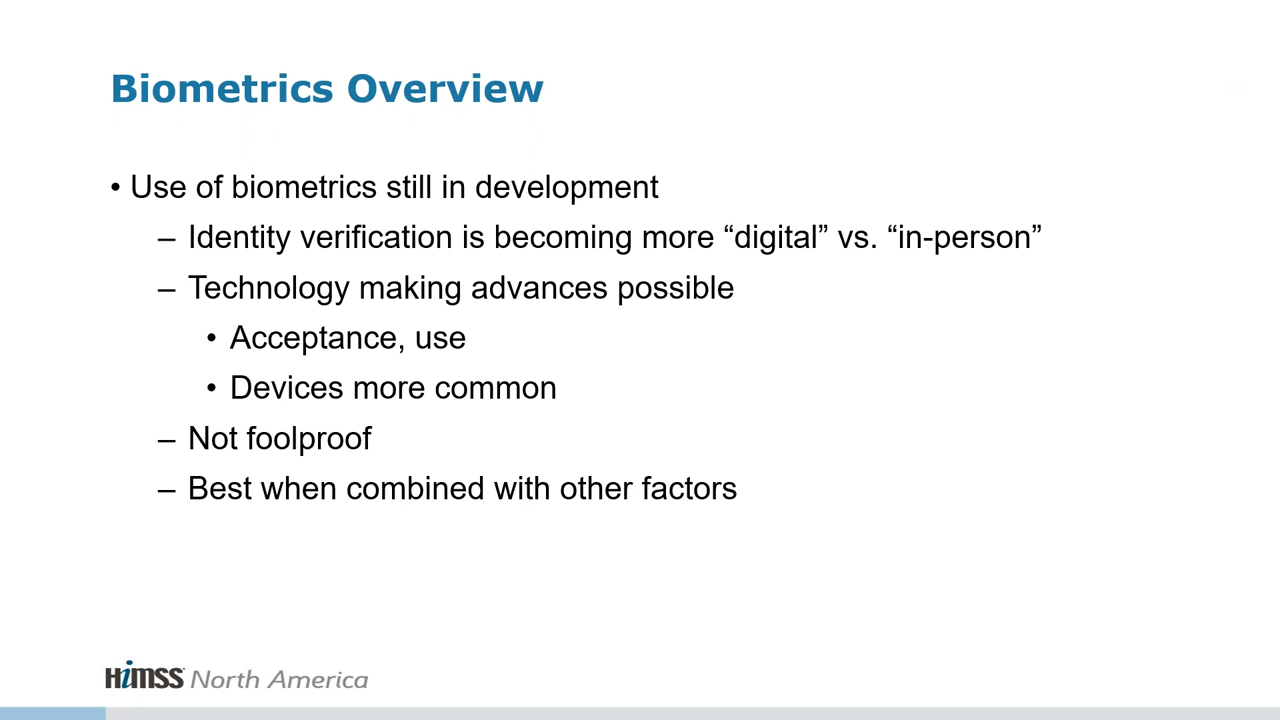 Biometrics Overview
• Use of biometrics still in development
– Identity verification is becoming more “digital” vs. “in-person”
– Technology making advances possible
• Acceptance, use
• Devices more common
– Not foolproof
– Best when combined with other factors
HiMSS North America